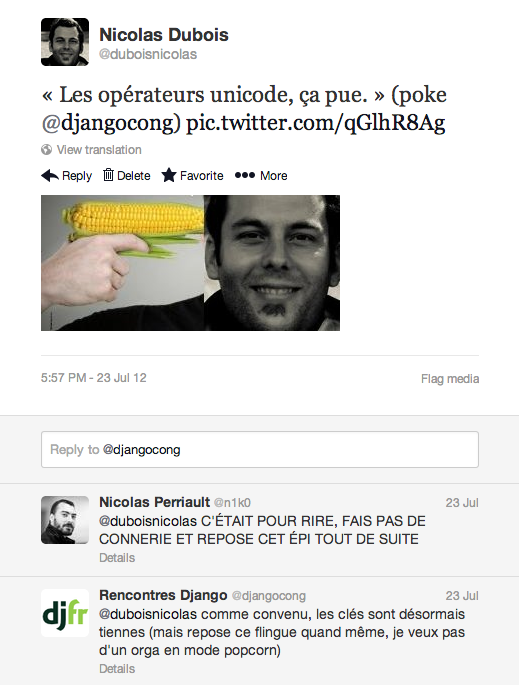 Nicolas Dubois
@duboisnicolas
« Les opérateurs unicode, ça pue. » (poke
@djangocong) pic.twitter.com/qGlhR8Ag
View translation
Reply Delete Favorite More
5:57 PM - 23 Jul 12 Flag media
Reply to @djangocong
Nicolas Perriault @n1k0 23 Jul
@duboisnicolas C'ÉTAIT POUR RIRE, FAIS PAS DE
CONNERIE ET REPOSE CET ÉPI TOUT DE SUITE
Details
djfr
Rencontres Django @djangocong 23 Jul
@duboisnicolas comme convenu, les clés sont désormais
tiennes (mais repose ce flingue quand même, je veux pas
d'un orga en mode popcorn)
Details